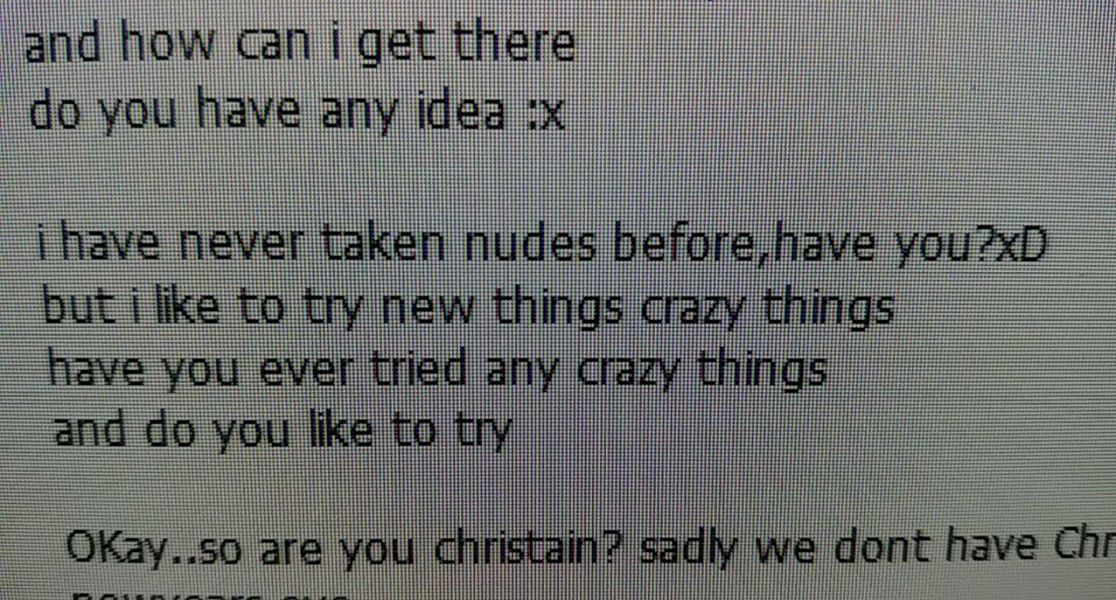 and how can i get there
do you have any idea :x
i have never taken nudes before,have you?xD
but i like to try new things crazy things
have you ever tried any crazy things
and do you like to try
OKay..so are you christain? sadly we dont have Chr